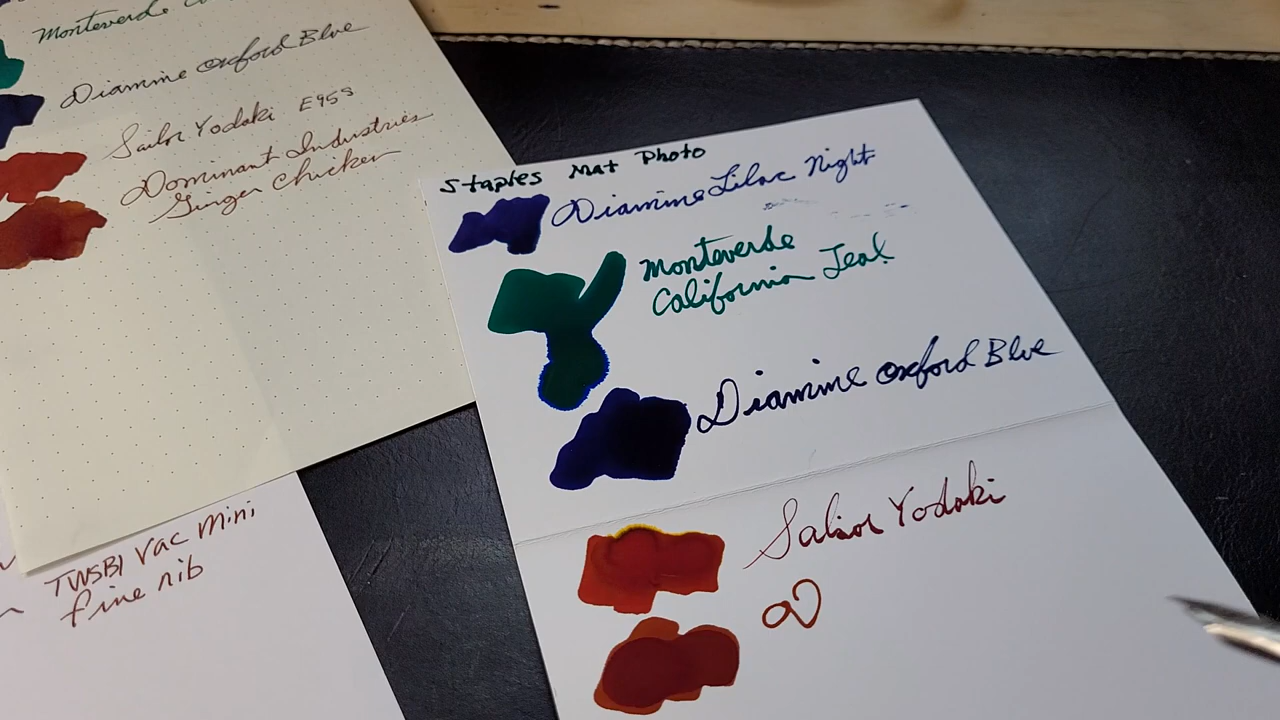 Monteverde
Diamine Oxford Blue
Sailor Yodaki E95s
Dominant Industries
Ginger Chicken
TWSBI Vac Mini
fine nib
Staples Mat Photo
Diamine Lilac Night
Monteverde
California Teal
Diamine Oxford Blue
Sailor Yodaki
D